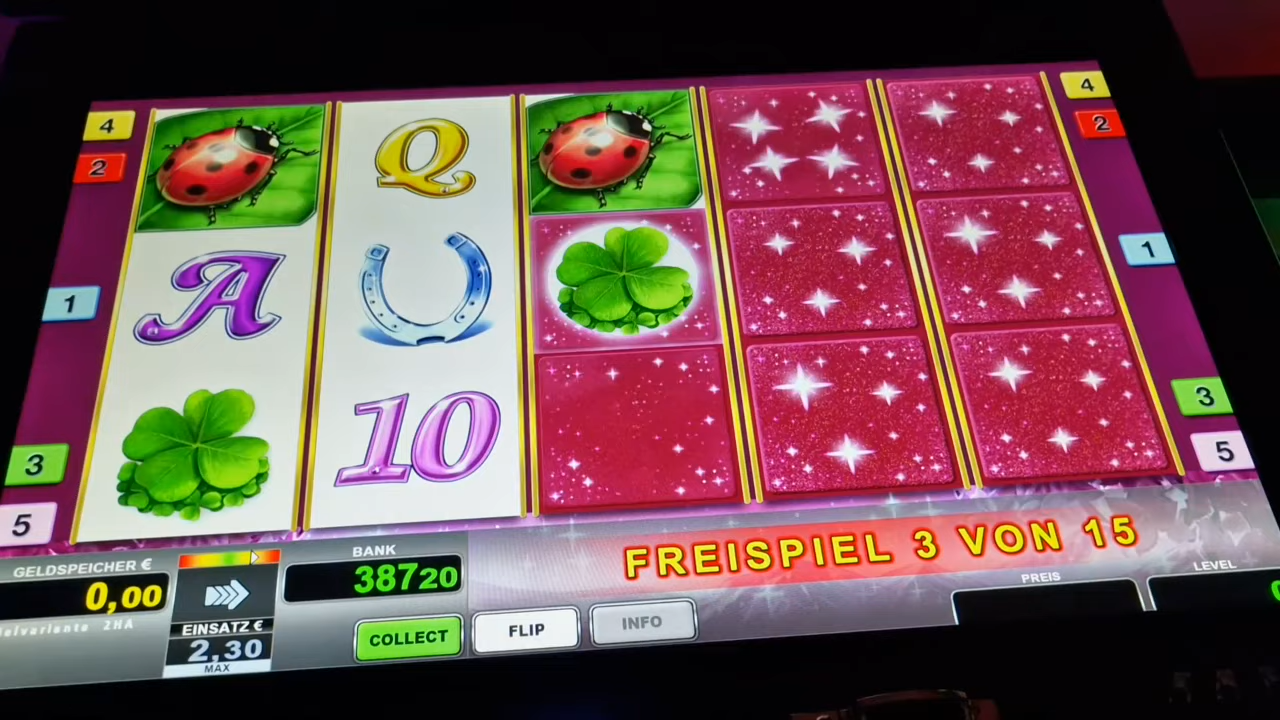 4
4
2
2
Q
A
1
1
10
3
3
5
5
FREISPIEL 3 VON 15
GELDSPEICHER €
0,00
BANK
38720
PREIS
LEVEL
2HA
EINSATZ €
2,30
MAX
COLLECT
FLIP
INFO